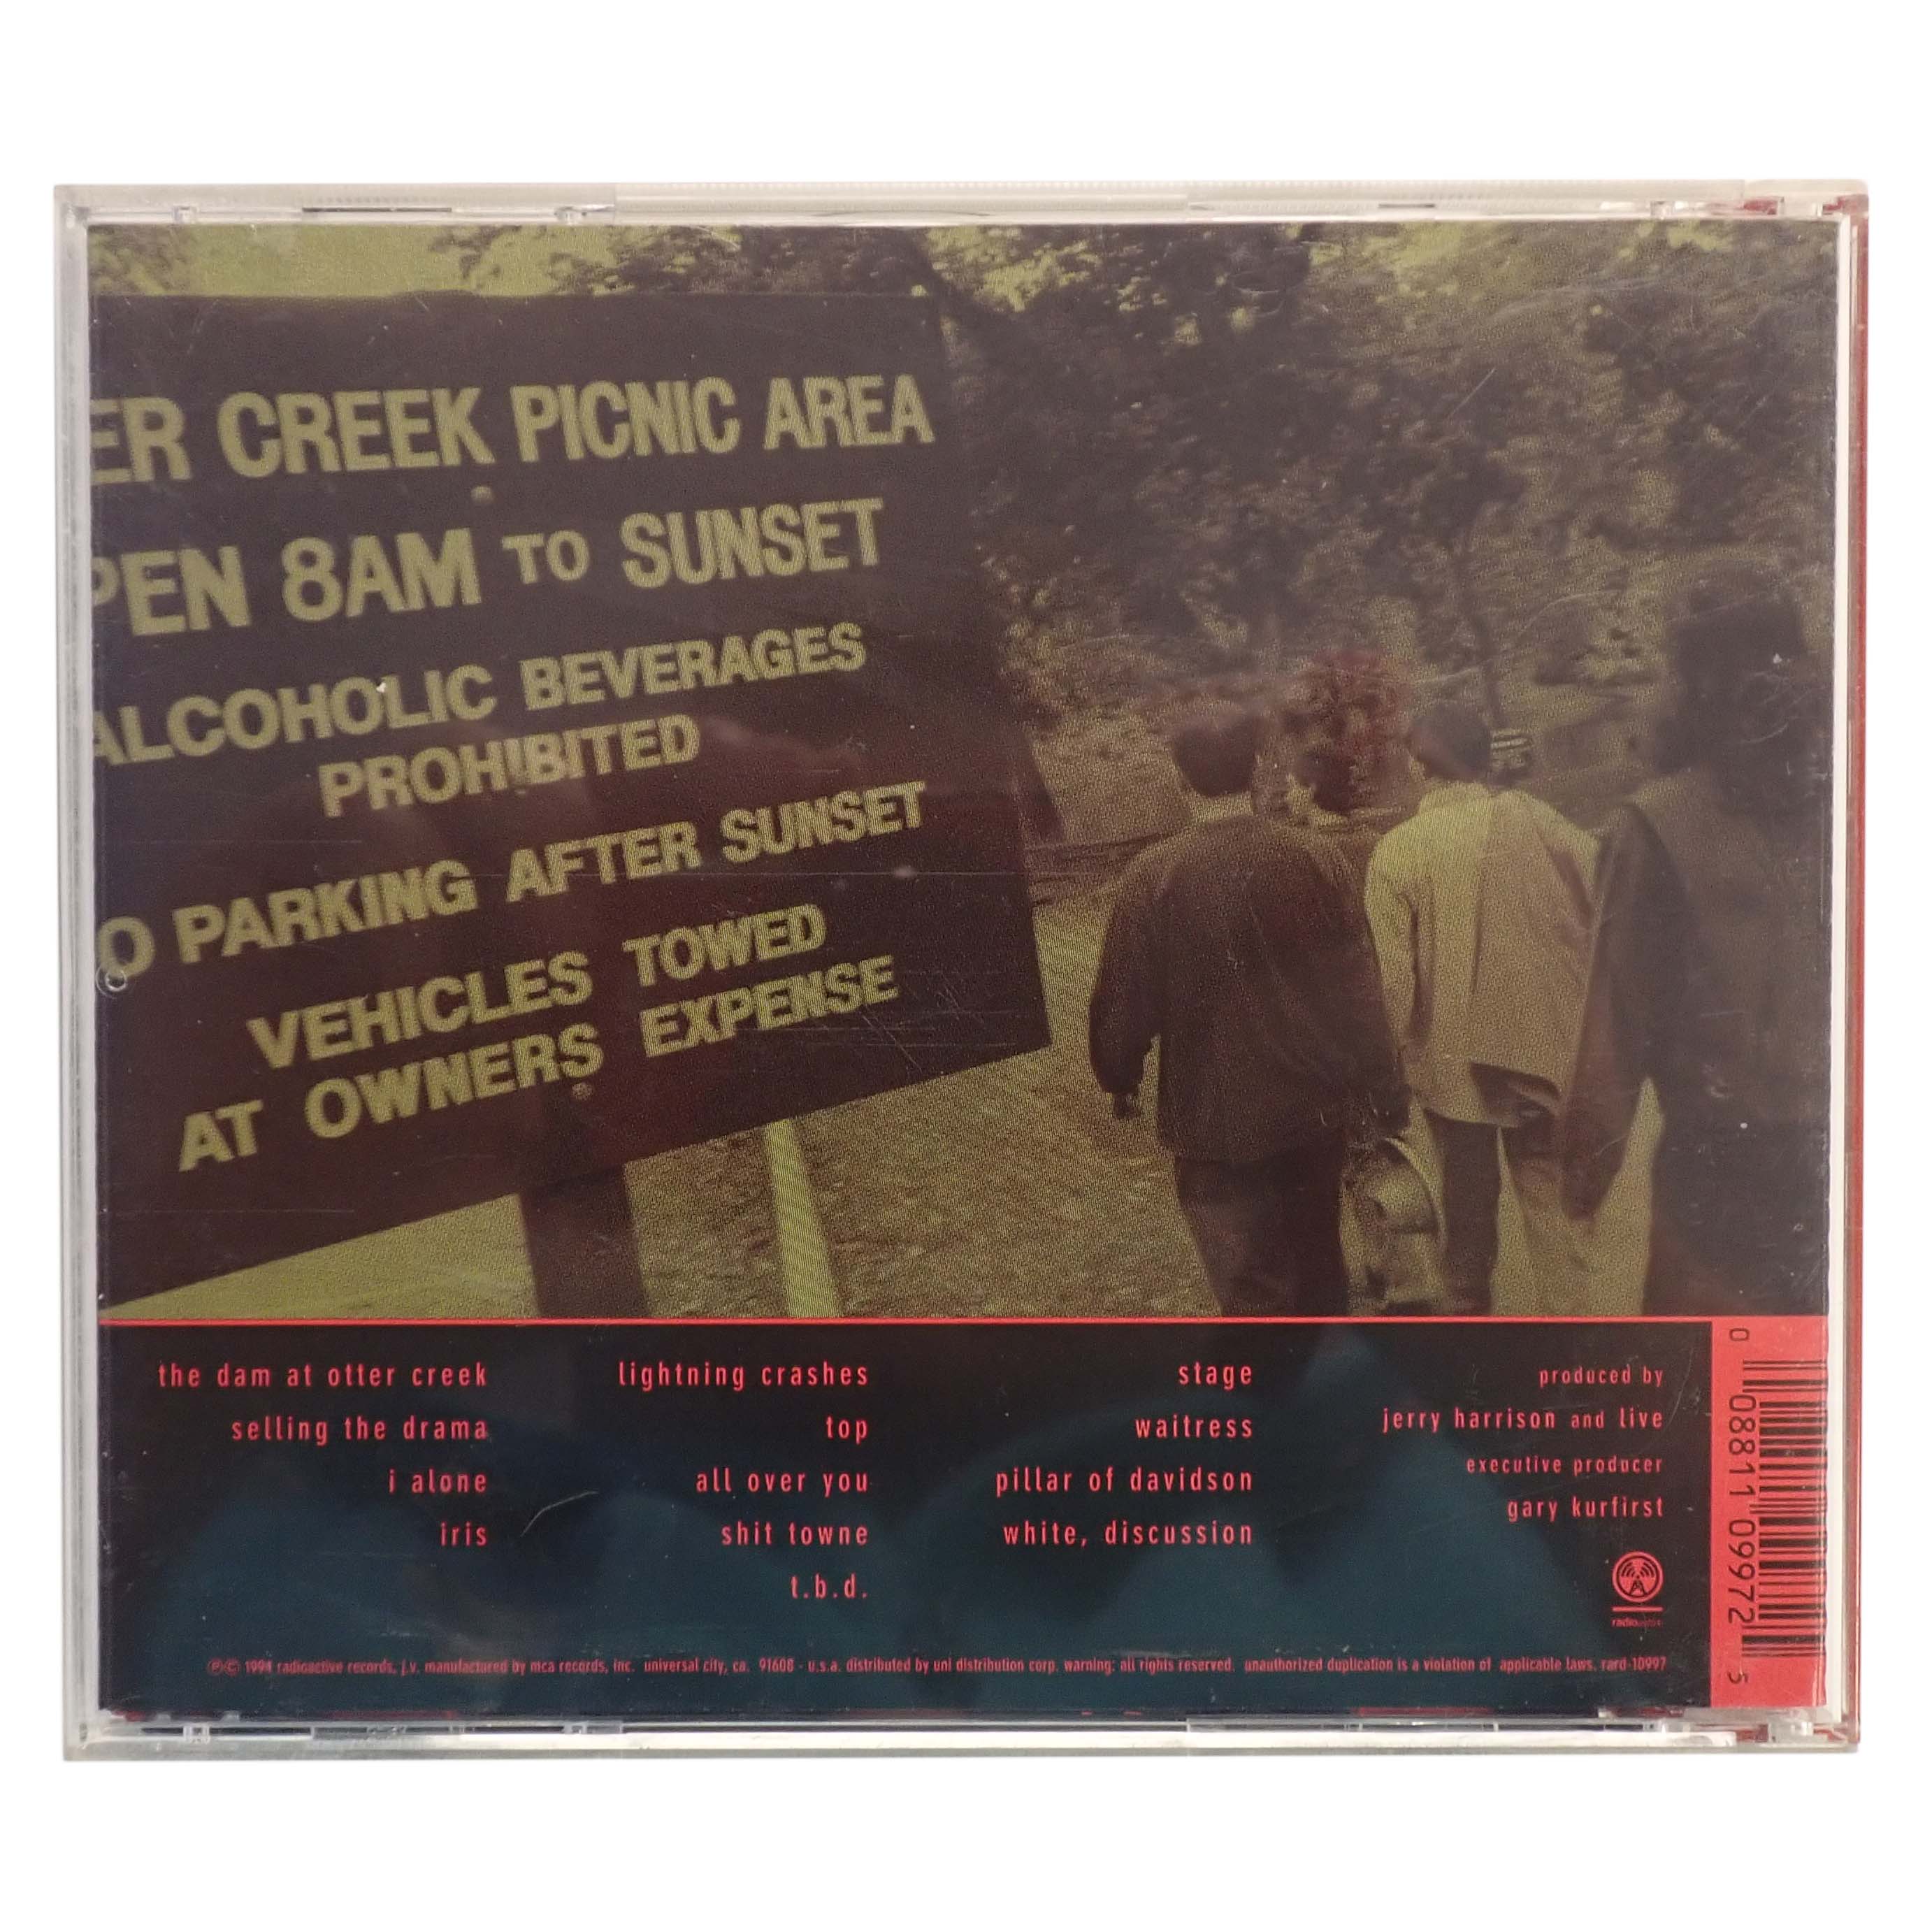 ER CREEK PICNIC AREA
PEN 8AM TO SUNSET
ALCOHOLIC BEVERAGES
PROHIBITED
O PARKING AFTER SUNSET
VEHICLES TOWED
AT OWNERS EXPENSE
the dam at otter creek
selling the drama
i alone
iris
lightning crashes
top
all over you
shit towne
t.b.d.
stage
waitress
pillar of davidson
white, discussion
produced by
jerry harrison and live
executive producer
gary kurfirst
radioactive
℗© 1994 radioactive records, j.v. manufactured by mca records, inc. universal city, ca. 91608 - u.s.a. distributed by uni distribution corp. warning: all rights reserved. unauthorized duplication is a violation of applicable laws. rard-10997
0 08811 09972 5